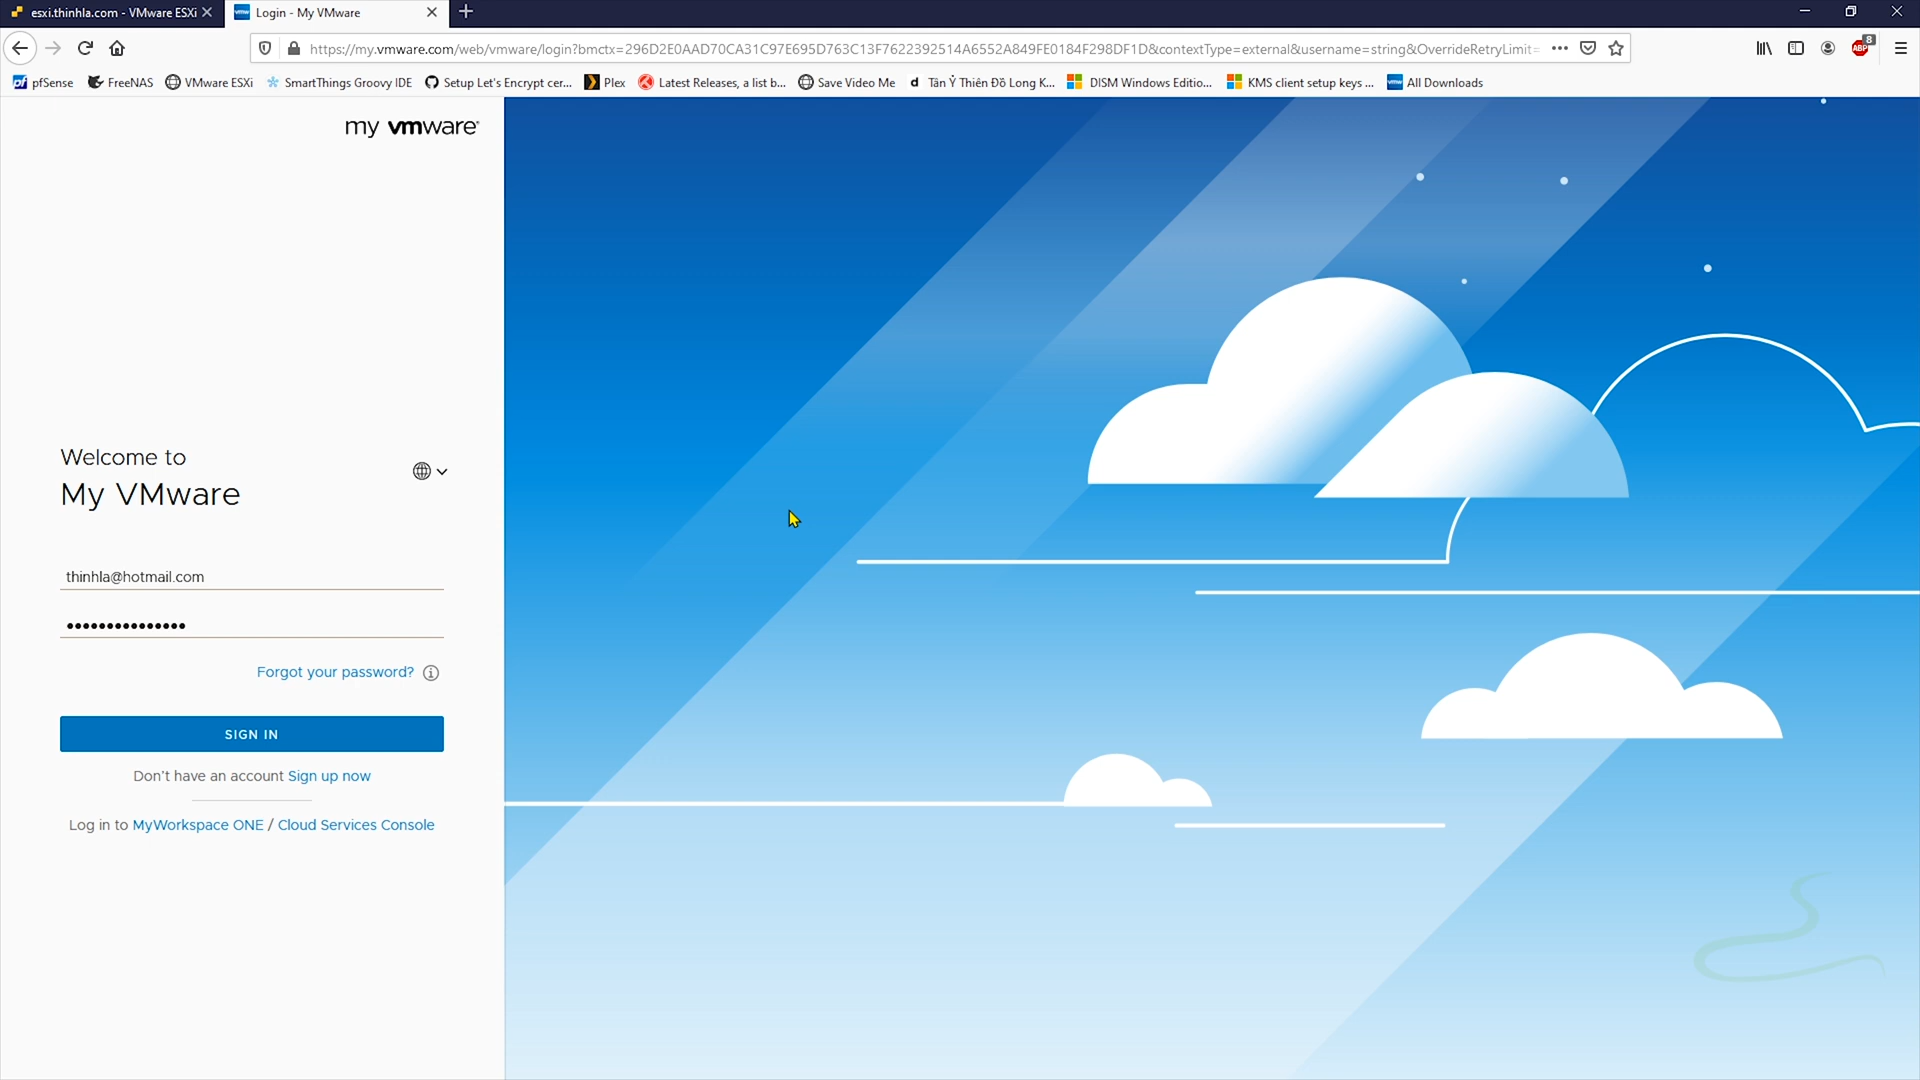 esxi.thinhla.com - VMware ESXi
Login - My VMware
https://my.vmware.com/web/vmware/login?bmctx=296D2E0AAD70CA31C97E695D763C13F7622392514A6552A849FE0184F298DF1D&contextType=external&username=string&OverrideRetryLimit=
8
ABP
pfSense
FreeNAS
VMware ESXi
SmartThings Groovy IDE
Setup Let's Encrypt cer...
Plex
Latest Releases, a list b...
Save Video Me
Tân Ỷ Thiên Đồ Long K...
DISM Windows Editio...
KMS client setup keys ...
All Downloads
my vmware
Welcome to
My VMware
thinhla@hotmail.com
Forgot your password?
SIGN IN
Don't have an account Sign up now
Log in to MyWorkspace ONE / Cloud Services Console